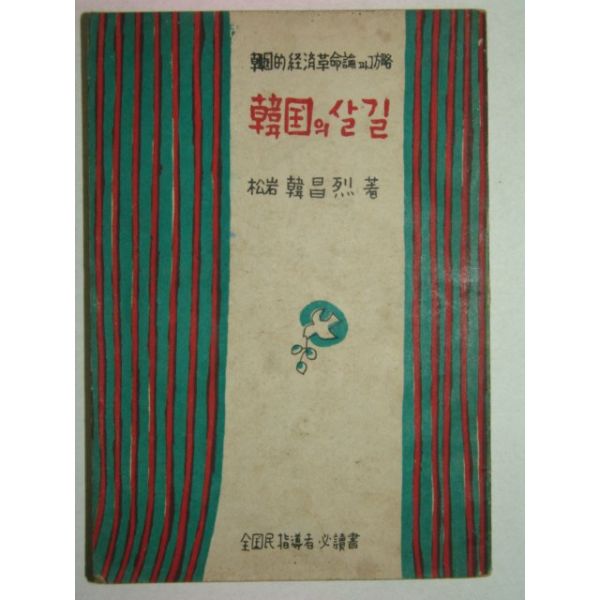 韓国的 経済革命論과 그 方略
韓国의 살길
松岩 韓昌烈 著
全国民 指導者 必讀書